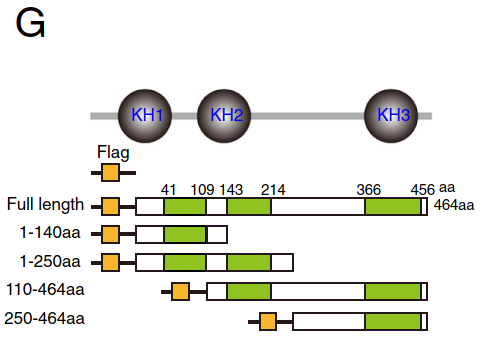 G
KH1 KH2 KH3
Flag
41 109 143 214 366 456 aa
Full length 464aa
1-140aa
1-250aa
110-464aa
250-464aa